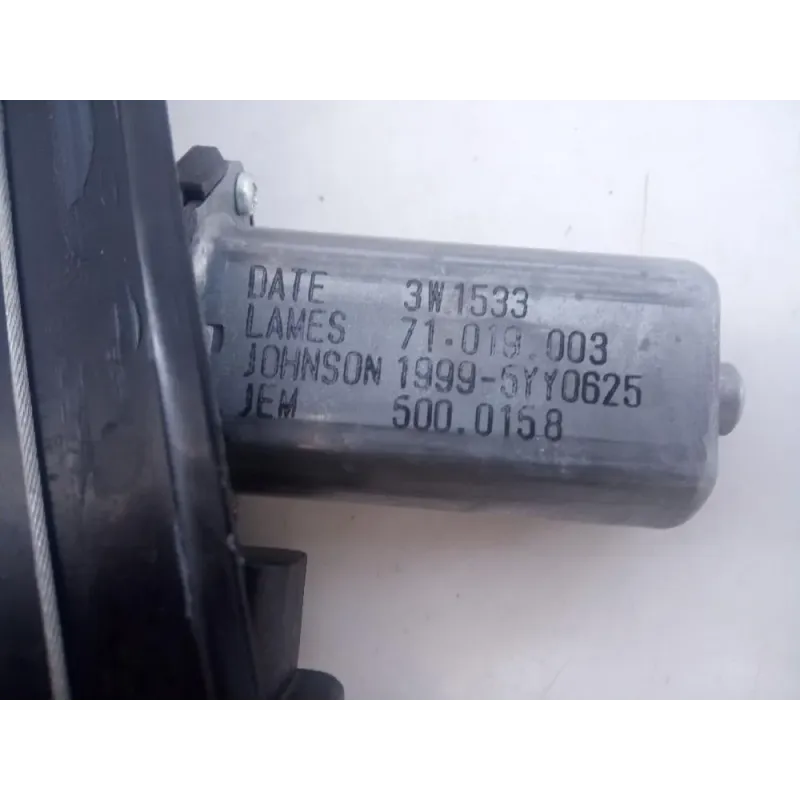 DATE 3W1533
LAMES 71.019.003
JOHNSON 1999-5YY0625
JEM 500.0158